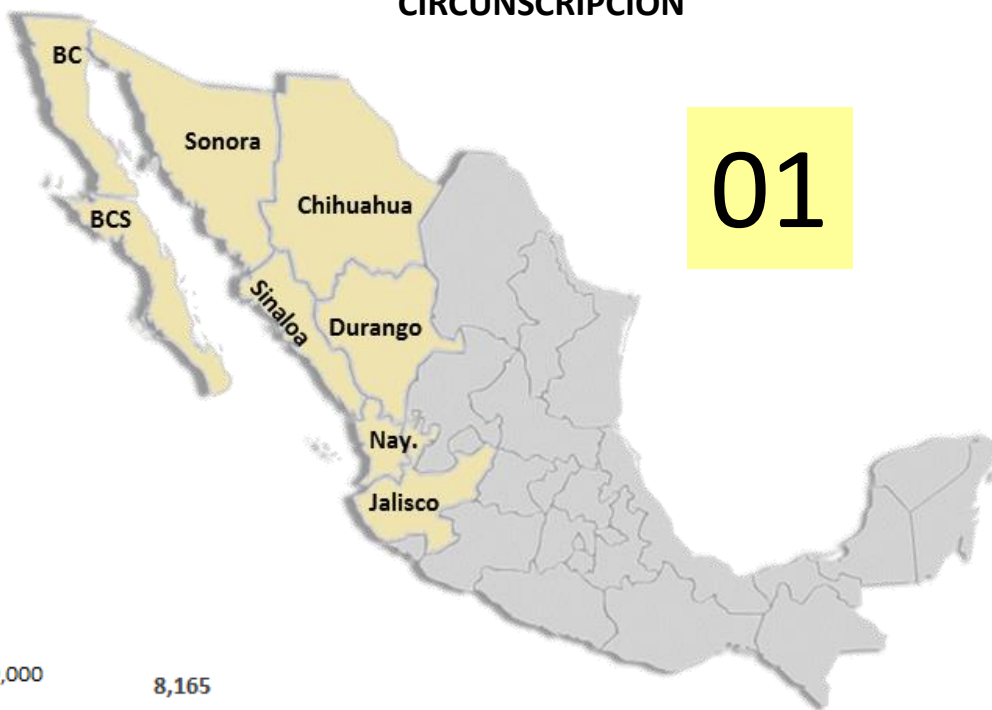 CIRCUNSCRIPCIÓN
BC
Sonora
01
Chihuahua
BCS
Sinaloa
Durango
Nay.
Jalisco
,000
8,165